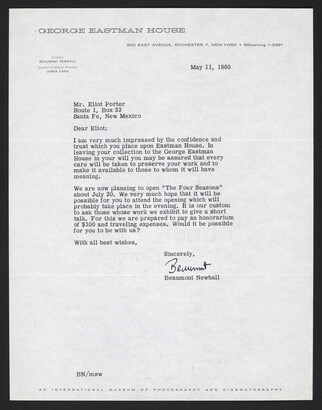 GEORGE EASTMAN HOUSE
900 EAST AVENUE, ROCHESTER 7, NEW YORK • BRowning 1-3361
Director
BEAUMONT NEWHALL
JAMES CARD
May 11, 1960
Mr. Eliot Porter
Route 1, Box 33
Santa Fe, New Mexico
Dear Eliot:
I am very much impressed by the confidence and
trust which you place upon Eastman House. In
leaving your collection to the George Eastman
House in your will you may be assured that every
care will be taken to preserve your work and to
make it available to those to whom it will have
meaning.
We are now planning to open "The Four Seasons"
about July 20. We very much hope that it will be
possible for you to attend the opening which will
probably take place in the evening. It is our custom
to ask those whose work we exhibit to give a short
talk. For this we are prepared to pay an honorarium
of $100 and traveling expenses. Would it be possible
for you to be with us?
With all best wishes,
Sincerely,
Beaumont
Beaumont Newhall
BN/msw
AN INTERNATIONAL MUSEUM OF PHOTOGRAPHY AND CINEMATOGRAPHY